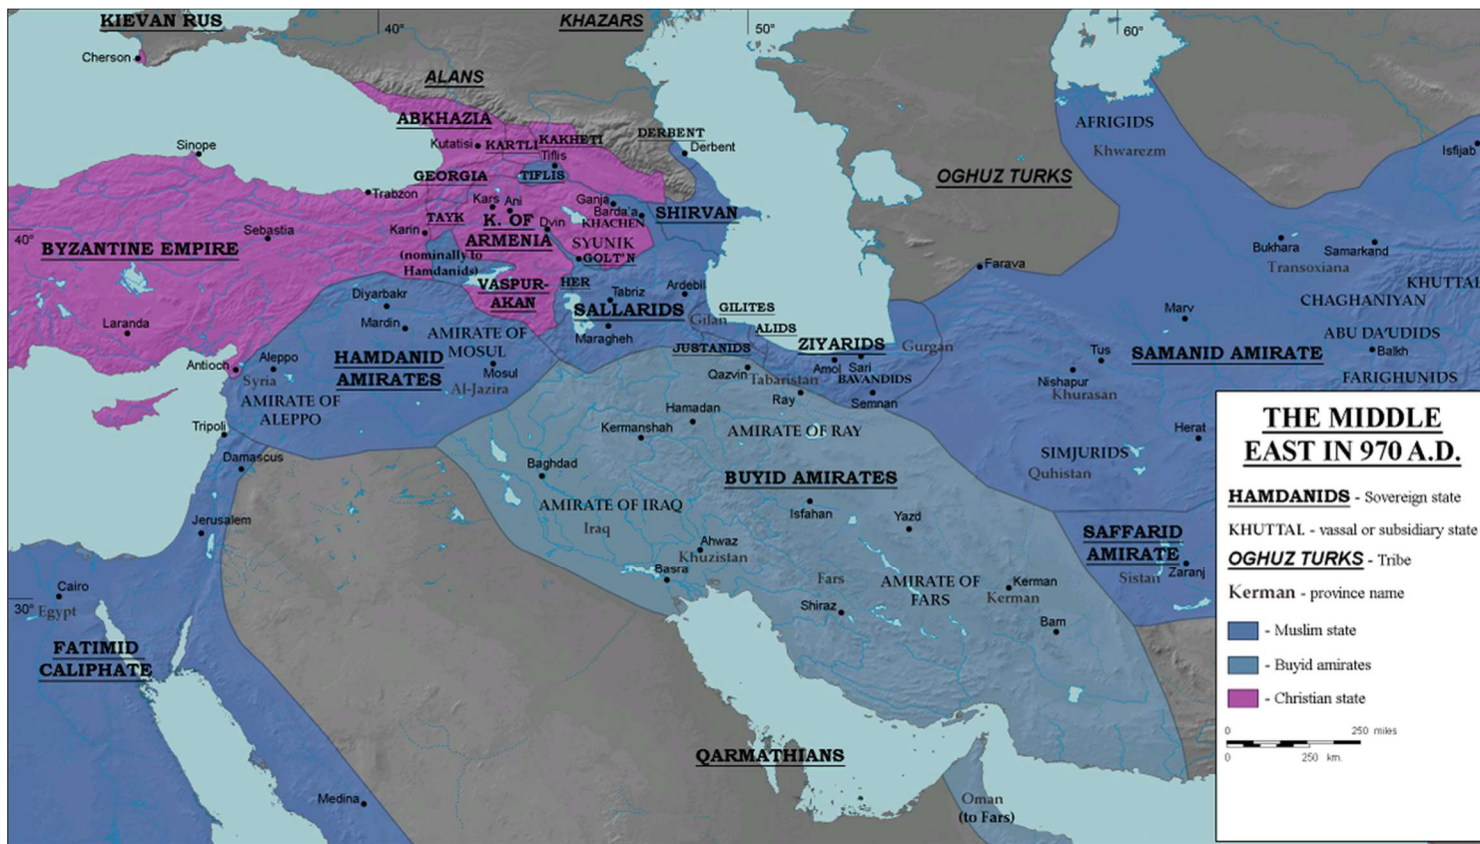 KIEVAN RUS
40°
KHAZARS
50°
60°
Cherson
ALANS
ABKHAZIA
Kutatisi
KARTLI
KAKHETI
DERBENT
Derbent
AFRIGIDS
Khwarezm
Isfijab
Sinope
Tiflis
TIFLIS
GEORGIA
OGHUZ TURKS
Trabzon
Kars
Ani
Ganja
Barda'a
SHIRVAN
TAYK
K. OF
ARMENIA
Dvin
KHACHEN
40°
Sebastia
Karin
BYZANTINE EMPIRE
SYUNIK
GOLT'N
(nominally to
Hamdanids)
Bukhara
Samarkand
Transoxiana
Farava
KHUTTAL
CHAGHANIYAN
VASPUR-
AKAN
HER
Tabriz
Ardebil
Diyarbakr
SALLARIDS
GILITES
Gilan
Marv
Laranda
Mardin
AMIRATE OF
MOSUL
Maragheh
ALIDS
ABU DA'UDIDS
JUSTANIDS
ZIYARIDS
Gurgan
SAMANID AMIRATE
Balkh
HAMDANID
AMIRATES
Antioch
Aleppo
Syria
Mosul
Al-Jazira
Qazvin
Tabaristan
Amol
Sari
BAVANDIDS
Tus
Nishapur
Khurasan
FARIGHUNIDS
AMIRATE OF
ALEPPO
Ray
Semnan
Hamadan
Tripoli
Kermanshah
AMIRATE OF RAY
Herat
SIMJURIDS
Quhistan
Damascus
Baghdad
BUYID AMIRATES
AMIRATE OF IRAQ
Iraq
Isfahan
Yazd
Jerusalem
Ahwaz
Khuzistan
SAFFARID
AMIRATE
Sistan
Zaranj
Basra
Cairo
Egypt
Fars
AMIRATE OF
FARS
Kerman
Kerman
30°
Shiraz
Bam
FATIMID
CALIPHATE
QARMATHIANS
Medina
Oman
(to Fars)
THE MIDDLE
EAST IN 970 A.D.
HAMDANIDS - Sovereign state
KHUTTAL - vassal or subsidiary state
OGHUZ TURKS - Tribe
Kerman - province name
- Muslim state
- Buyid amirates
- Christian state
0 250 miles
0 250 km.